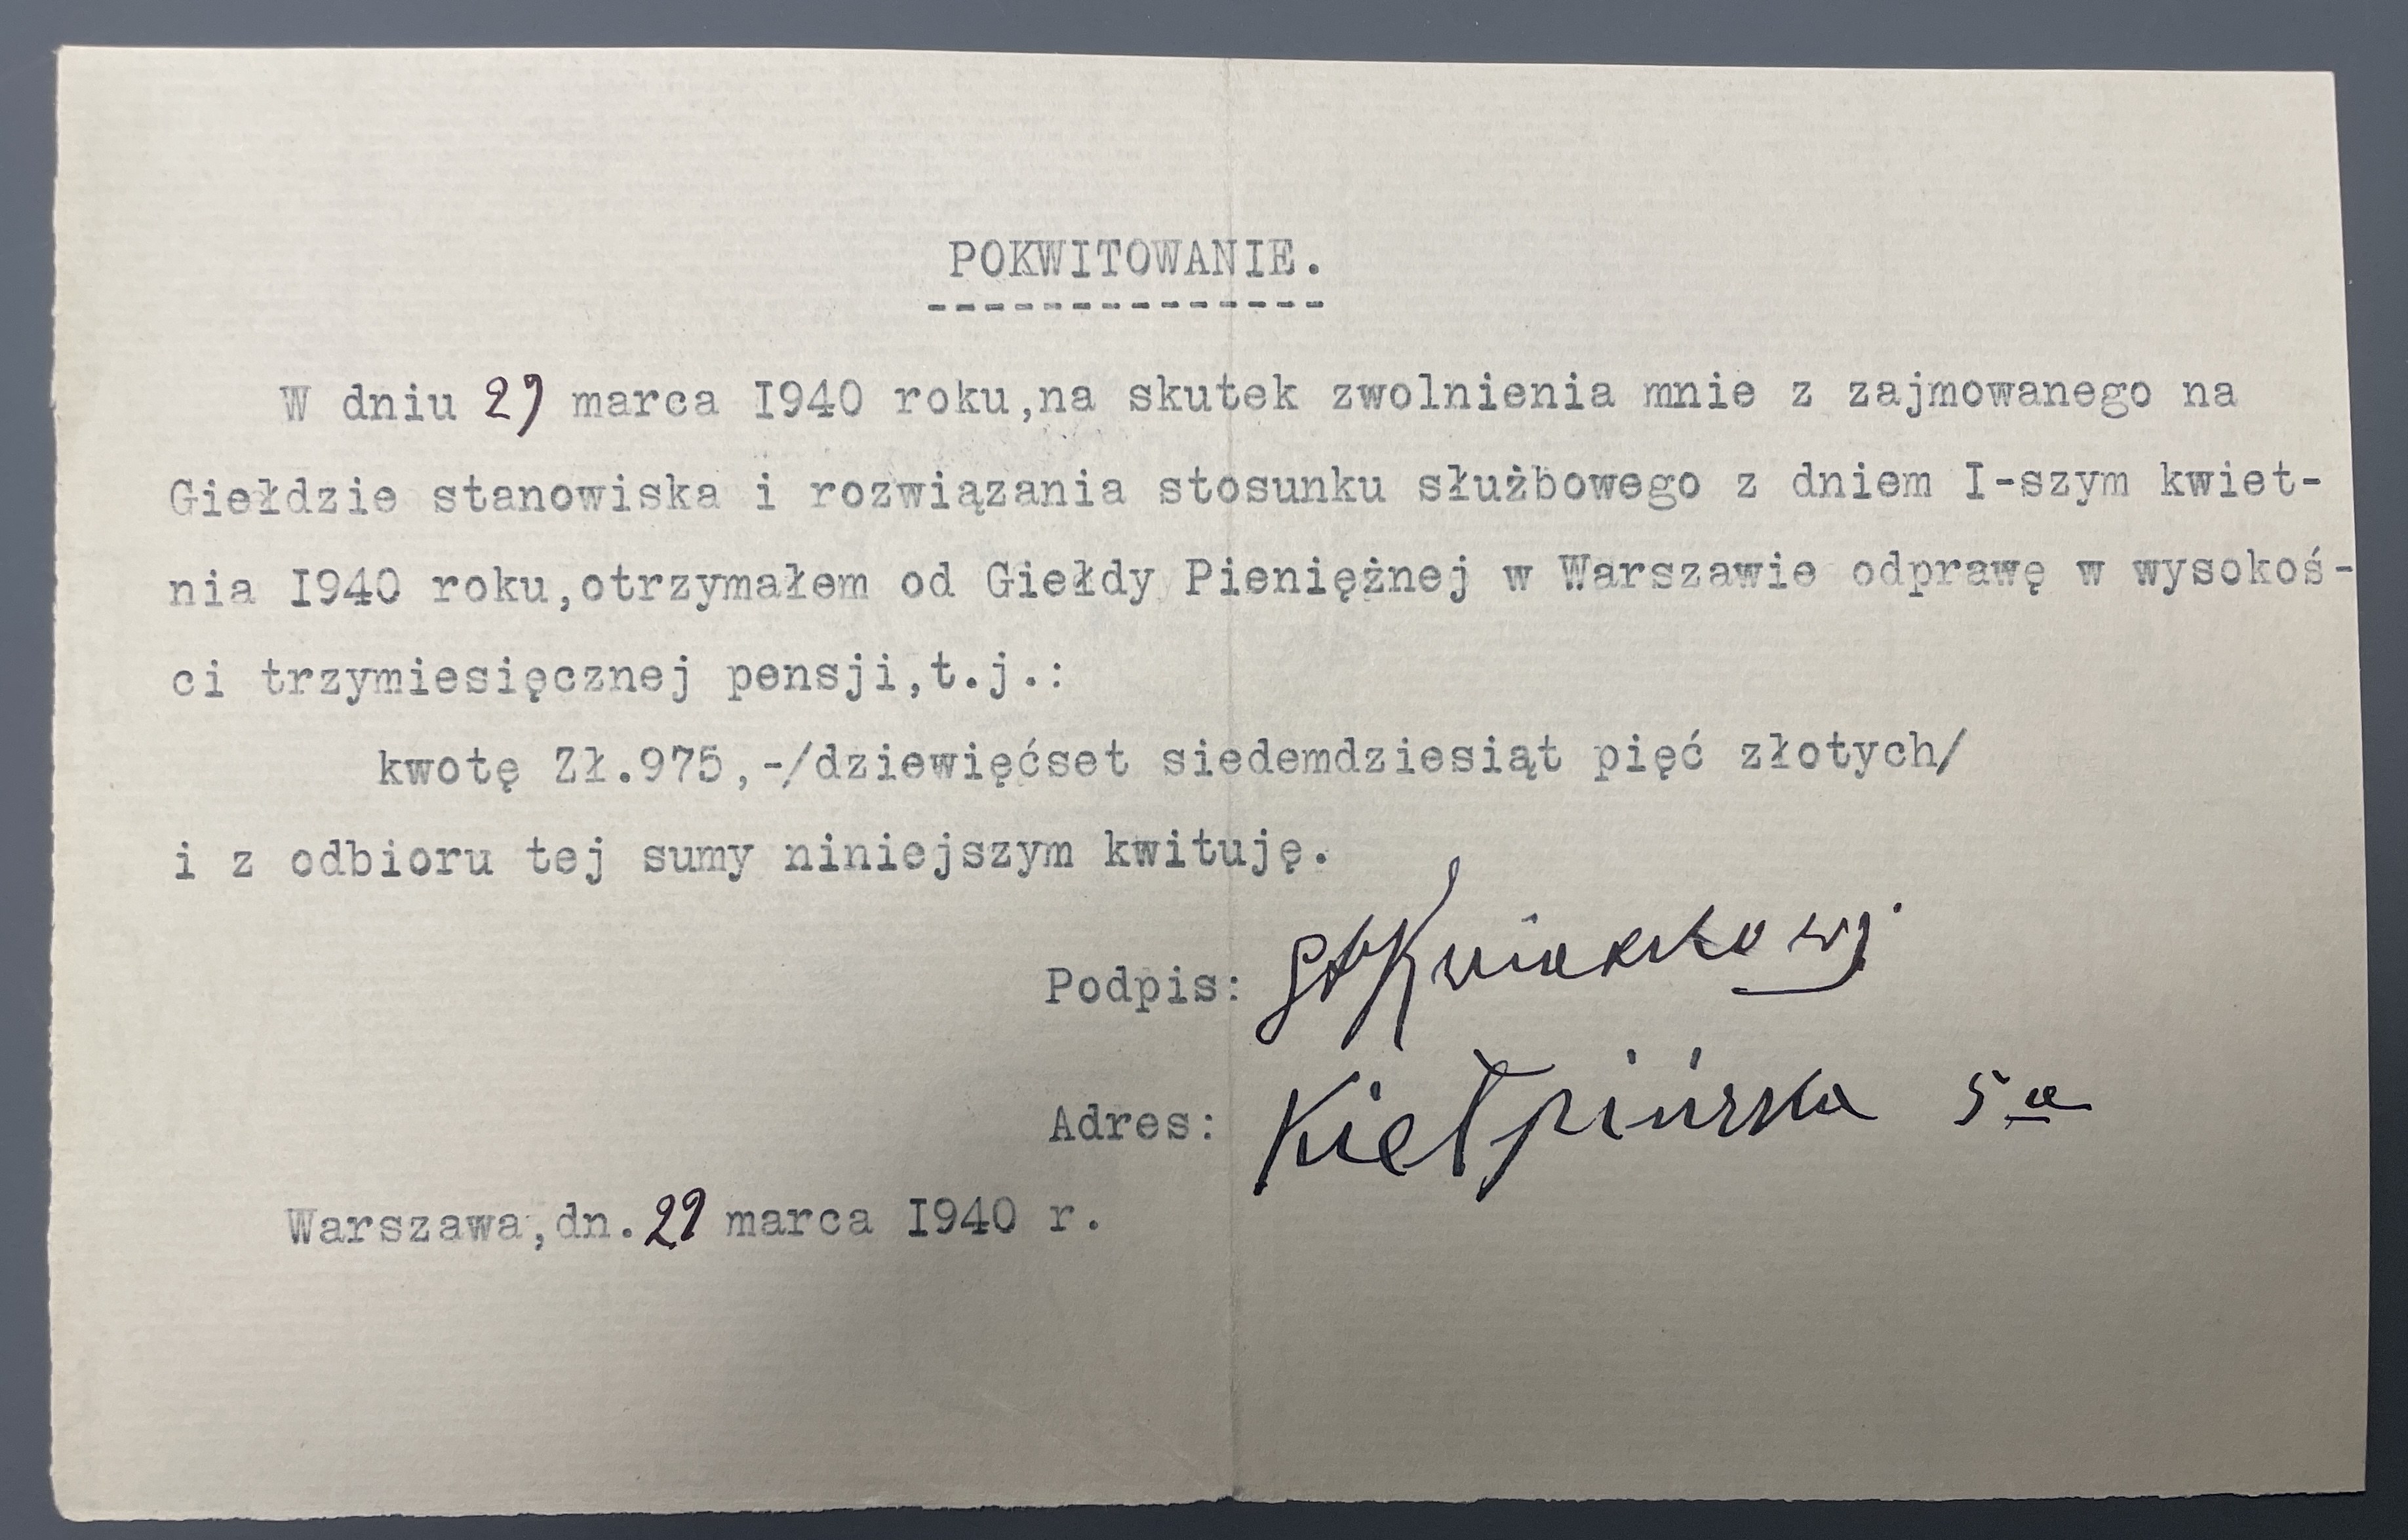 POKWITOWANIE.
W dniu 29 marca I940 roku,na skutek zwolnienia mnie z zajmowanego na
Giełdzie stanowiska i rozwiązania stosunku służbowego z dniem I-szym kwiet-
nia I940 roku,otrzymałem od Giełdy Pieniężnej w Warszawie odprawę w wysokoś-
ci trzymiesięcznej pensji,t.j.:
kwotę Zł.975,-/dziewięćset siedemdziesiąt pięć złotych/
i z odbioru tej sumy niniejszym kwituję.
Podpis:
Adres: Kiełpińska 5a
Warszawa,dn.29 marca I940 r.